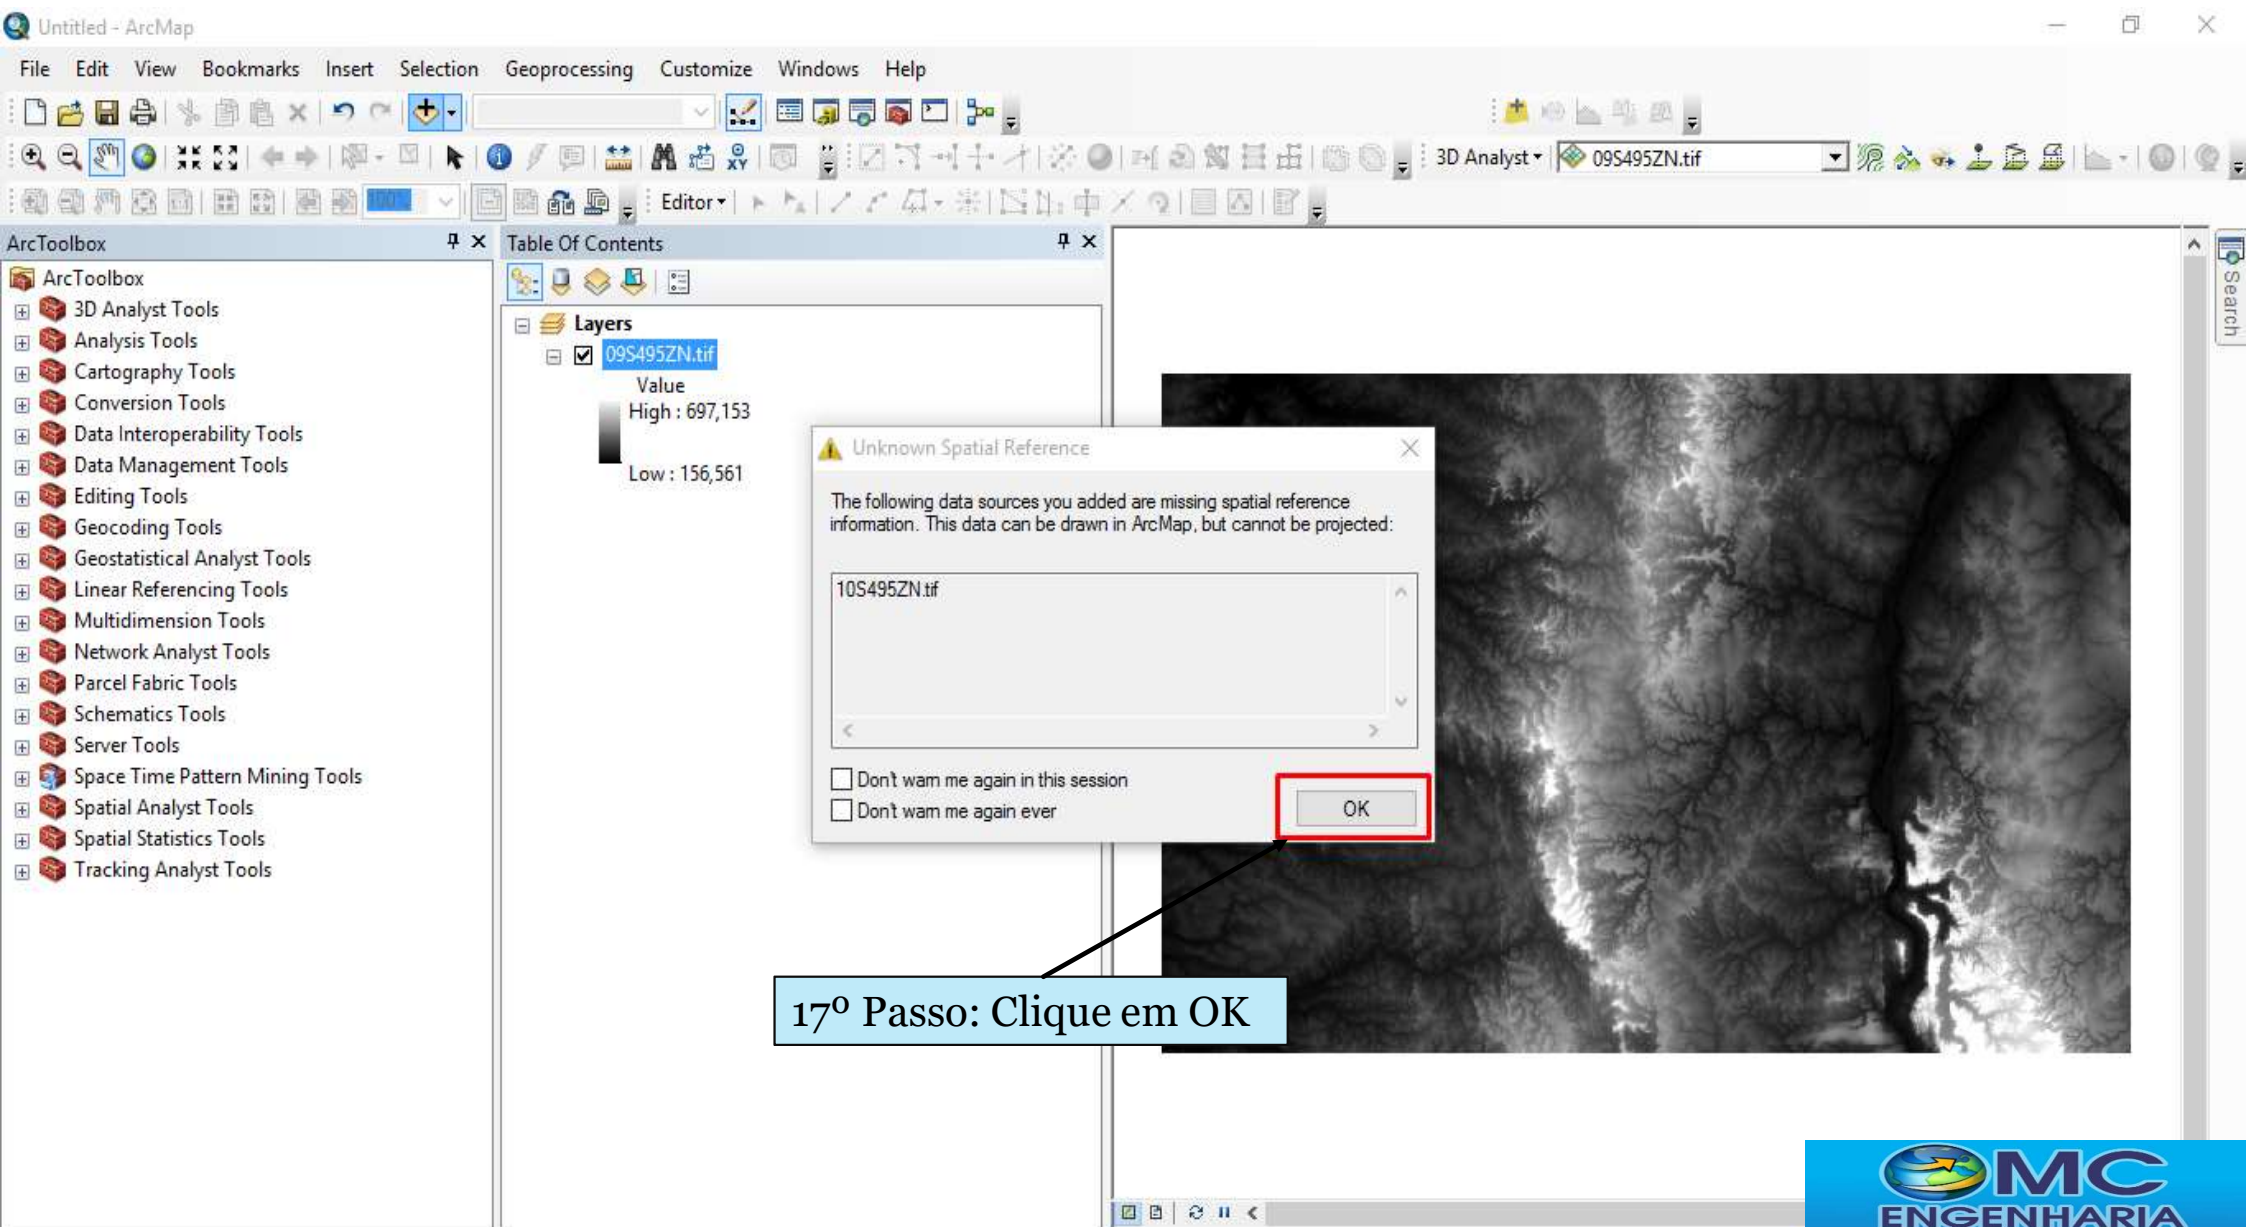 Untitled - ArcMap
File Edit View Bookmarks Insert Selection Geoprocessing Customize Windows Help
3D Analyst 09S495ZN.tif
100%
Editor
ArcToolbox
ArcToolbox
3D Analyst Tools
Analysis Tools
Cartography Tools
Conversion Tools
Data Interoperability Tools
Data Management Tools
Editing Tools
Geocoding Tools
Geostatistical Analyst Tools
Linear Referencing Tools
Multidimension Tools
Network Analyst Tools
Parcel Fabric Tools
Schematics Tools
Server Tools
Space Time Pattern Mining Tools
Spatial Analyst Tools
Spatial Statistics Tools
Tracking Analyst Tools
Table Of Contents
Layers
09S495ZN.tif
Value
High : 697,153
Low : 156,561
Unknown Spatial Reference
The following data sources you added are missing spatial reference
information. This data can be drawn in ArcMap, but cannot be projected:
10S495ZN.tif
Don't warn me again in this session
Don't warn me again ever
OK
17º Passo: Clique em OK
Search
MC
ENGENHARIA